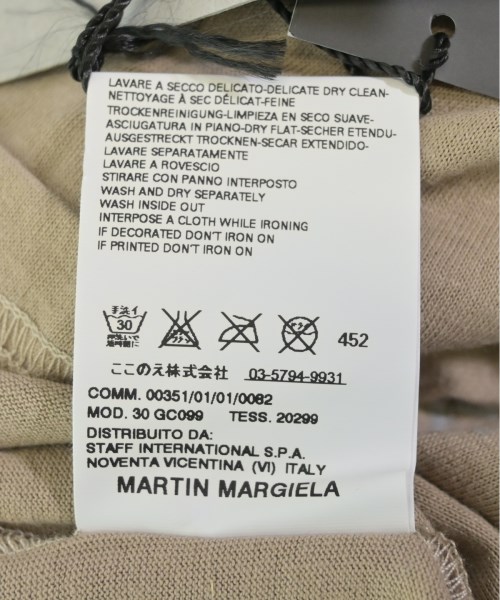 LAVARE A SECCO DELICATO-DELICATE DRY CLEAN-
NETTOYAGE À SEC DÉLICAT-FEINE
TROCKENREINIGUNG-LIMPIEZA EN SECO SUAVE-
ASCIUGATURA IN PIANO-DRY FLAT-SECHER ETENDU-
AUSGESTRECKT TROCKNEN-SECAR EXTENDIDO-
LAVARE SEPARATAMENTE
LAVARE A ROVESCIO
STIRARE CON PANNO INTERPOSTO
WASH AND DRY SEPARATELY
WASH INSIDE OUT
INTERPOSE A CLOTH WHILE IRONING
IF DECORATED DON'T IRON ON
IF PRINTED DON'T IRON ON
手洗イ
30
452
ここのえ株式会社 03-5794-9931
COMM. 00351/01/01/0082
MOD. 30 GC099 TESS. 20299
DISTRIBUITO DA:
STAFF INTERNATIONAL S.P.A.
NOVENTA VICENTINA (VI) ITALY
MARTIN MARGIELA